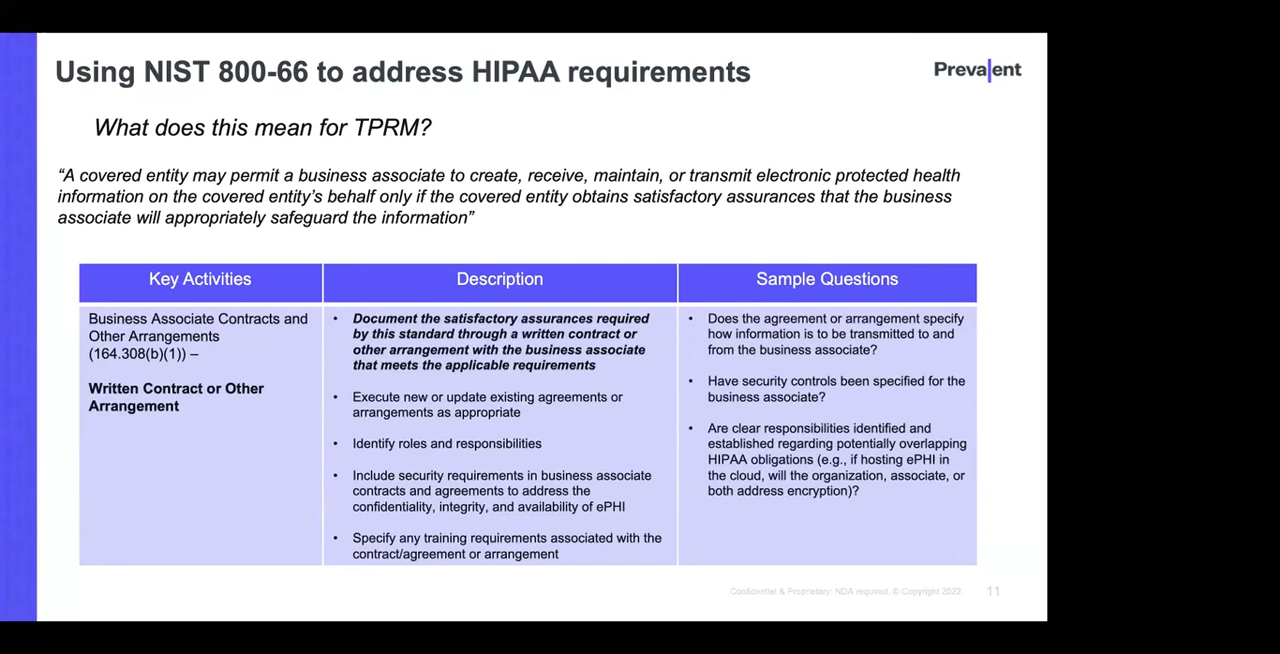 Using NIST 800-66 to address HIPAA requirements
Prevalent
What does this mean for TPRM?
“A covered entity may permit a business associate to create, receive, maintain, or transmit electronic protected health
information on the covered entity’s behalf only if the covered entity obtains satisfactory assurances that the business
associate will appropriately safeguard the information”
Key Activities
Description
Sample Questions
Business Associate Contracts and
Other Arrangements
(164.308(b)(1)) –
Written Contract or Other
Arrangement
• Document the satisfactory assurances required
by this standard through a written contract or
other arrangement with the business associate
that meets the applicable requirements
• Execute new or update existing agreements or
arrangements as appropriate
• Identify roles and responsibilities
• Include security requirements in business associate
contracts and agreements to address the
confidentiality, integrity, and availability of ePHI
• Specify any training requirements associated with the
contract/agreement or arrangement
• Does the agreement or arrangement specify
how information is to be transmitted to and
from the business associate?
• Have security controls been specified for the
business associate?
• Are clear responsibilities identified and
established regarding potentially overlapping
HIPAA obligations (e.g., if hosting ePHI in
the cloud, will the organization, associate, or
both address encryption)?
Confidential & Proprietary: NDA required. © Copyright 2022
11